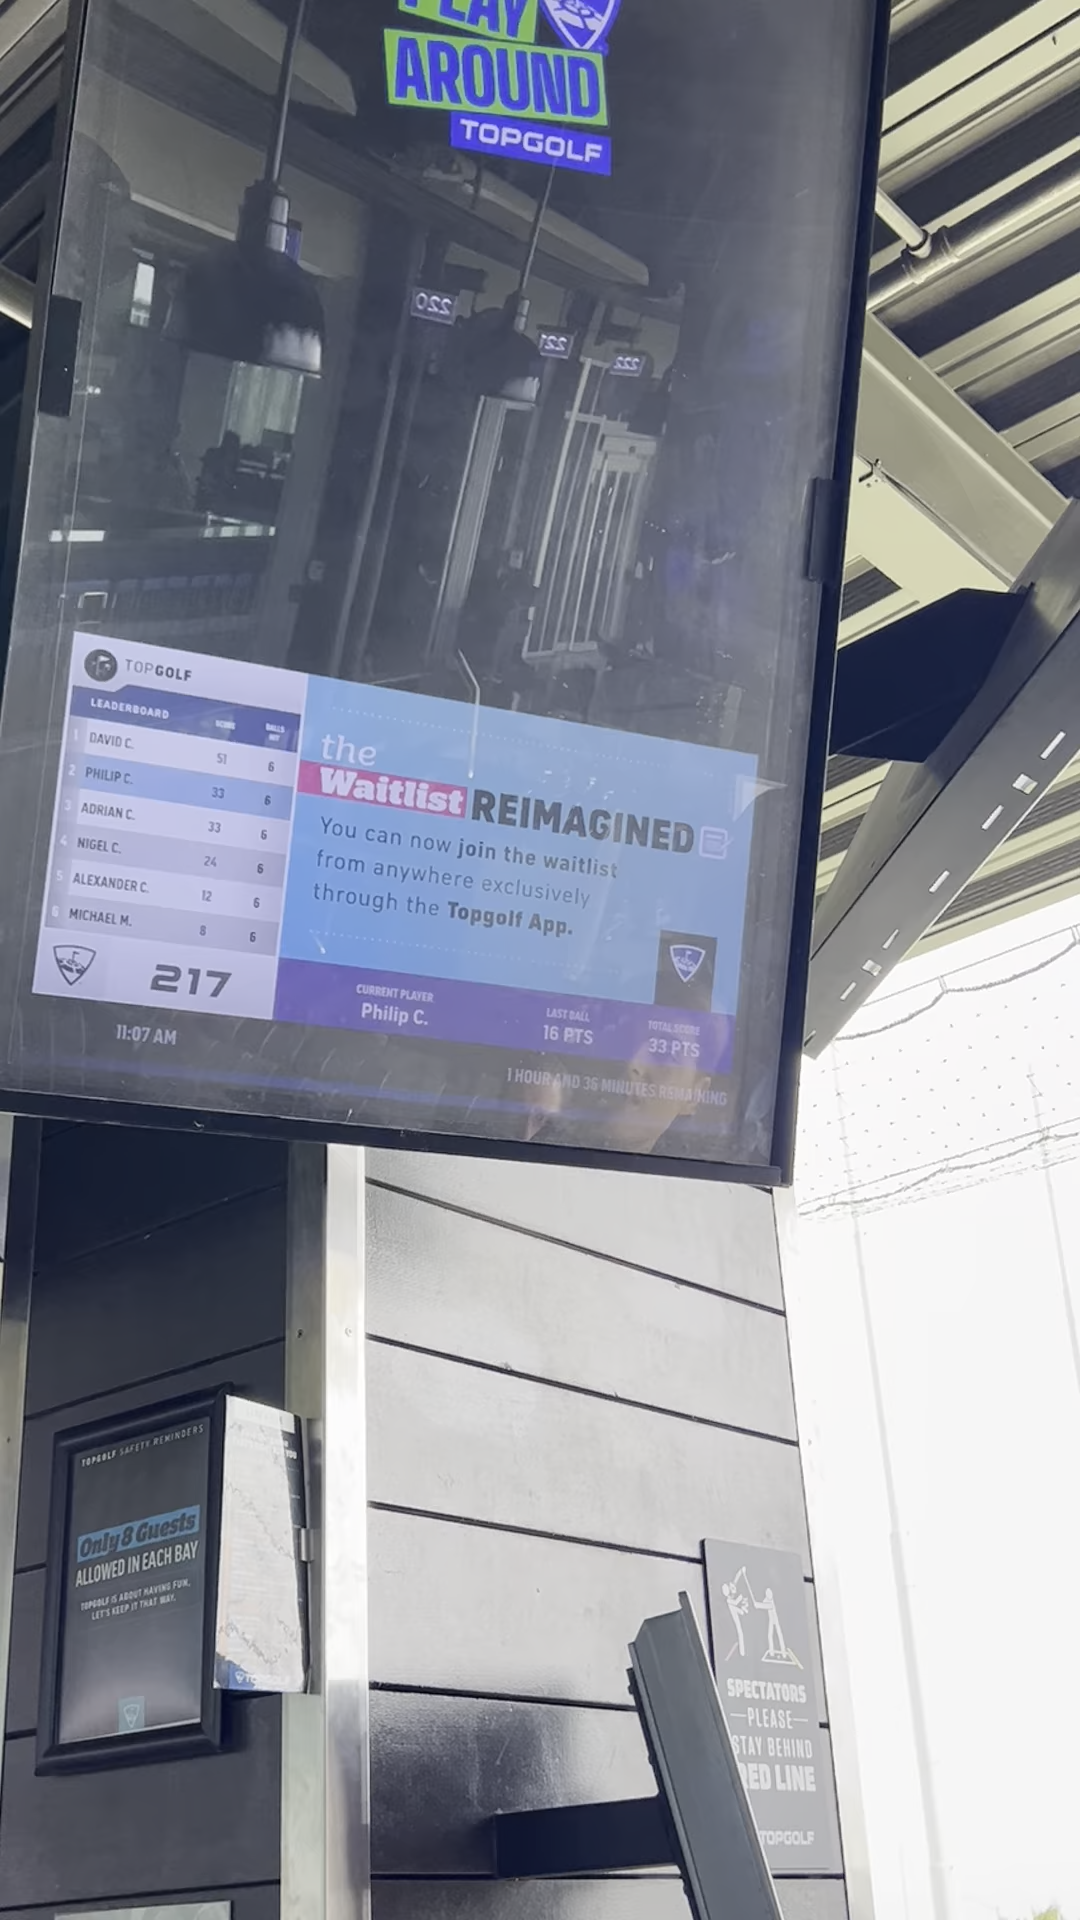 PLAY
AROUND
TOPGOLF
220
221
222
TOPGOLF
LEADERBOARD SCORE BALLS HIT
1 DAVID C. 51 6
2 PHILIP C. 33 6
3 ADRIAN C. 33 6
4 NIGEL C. 24 6
5 ALEXANDER C. 12 6
6 MICHAEL M. 8 6
217
the
Waitlist REIMAGINED
You can now join the waitlist
from anywhere exclusively
through the Topgolf App.
CURRENT PLAYER
Philip C.
LAST BALL
16 PTS
TOTAL SCORE
33 PTS
11:07 AM
1 HOUR AND 36 MINUTES REMAINING
TOPGOLF SAFETY REMINDERS
Only 8 Guests
ALLOWED IN EACH BAY
TOPGOLF IS ABOUT HAVING FUN.
LET'S KEEP IT THAT WAY.
YOU
SPECTATORS
PLEASE
STAY BEHIND
RED LINE
TOPGOLF